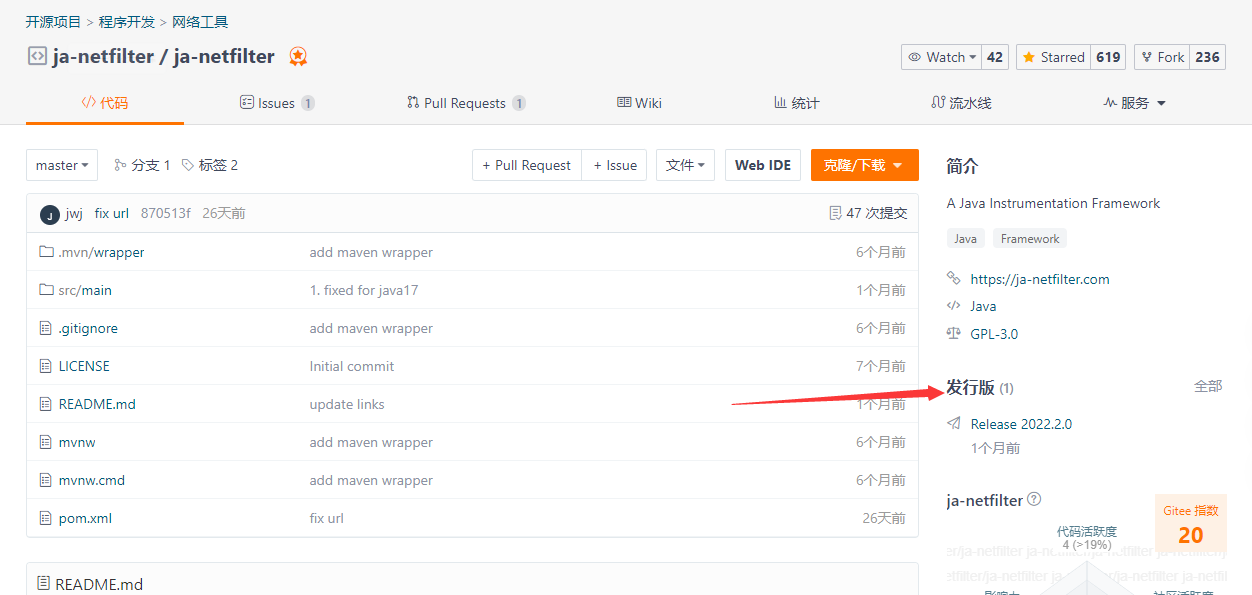 开源项目 > 程序开发 > 网络工具
ja-netfilter / ja-netfilter
Watch 42 Starred 619 Fork 236
代码 Issues 1 Pull Requests 1 Wiki 统计 流水线 服务
master 分支 1 标签 2 + Pull Request + Issue 文件 Web IDE 克隆/下载
J jwj fix url 870513f 26天前 47 次提交
.mvn/wrapper add maven wrapper 6个月前
src/main 1. fixed for java17 1个月前
.gitignore add maven wrapper 6个月前
LICENSE Initial commit 7个月前
README.md update links 1个月前
mvnw add maven wrapper 6个月前
mvnw.cmd add maven wrapper 6个月前
pom.xml fix url 26天前
README.md
简介
A Java Instrumentation Framework
Java Framework
https://ja-netfilter.com
Java
GPL-3.0
发行版 (1) 全部
Release 2022.2.0
1个月前
ja-netfilter ?
Gitee 指数
20
代码活跃度
4 (>19%)
影响力 社区活跃度